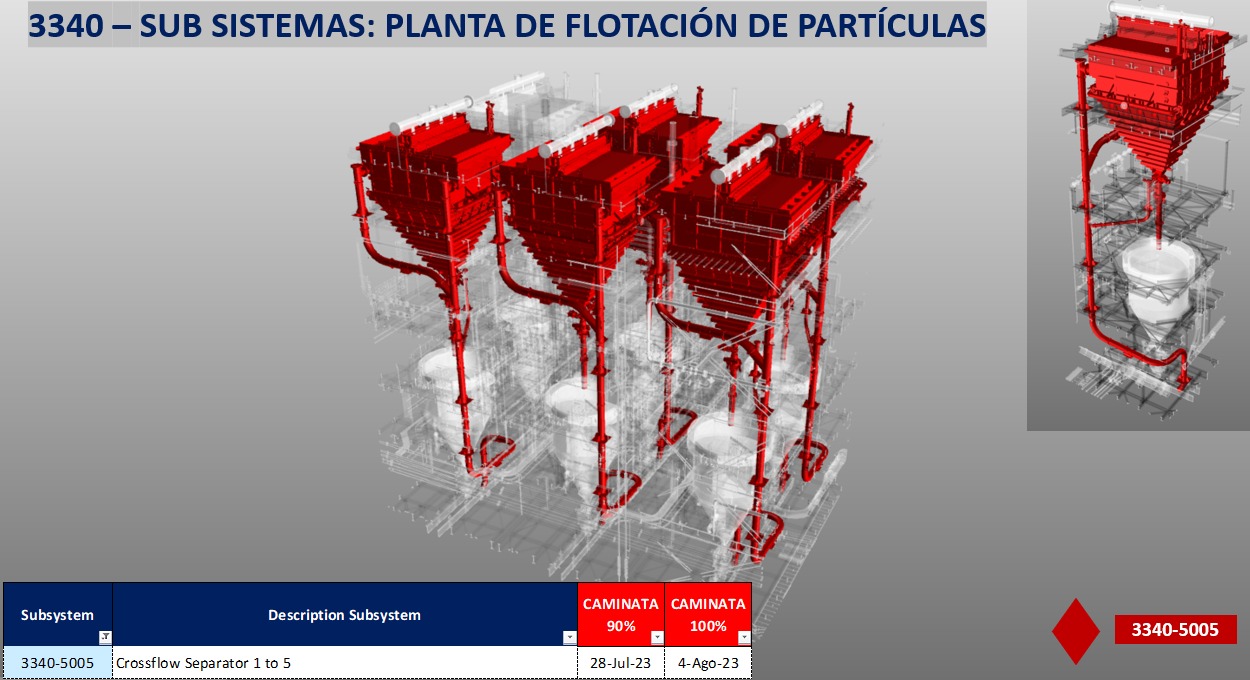 3340 – SUB SISTEMAS: PLANTA DE FLOTACIÓN DE PARTÍCULAS
Subsystem
Description Subsystem
CAMINATA
90%
CAMINATA
100%
3340-5005
Crossflow Separator 1 to 5
28-Jul-23
4-Ago-23
3340-5005